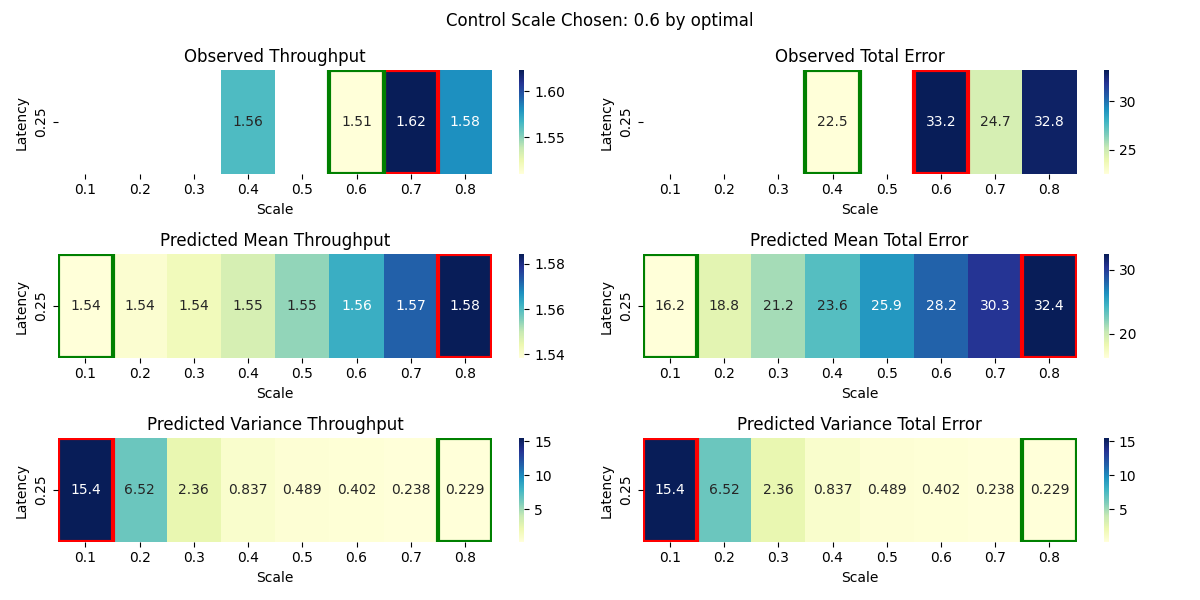 Control Scale Chosen: 0.6 by optimal
Observed Throughput
Latency
0.25
1.56 1.51 1.62 1.58
0.1 0.2 0.3 0.4 0.5 0.6 0.7 0.8
Scale
1.60
1.55
Observed Total Error
Latency
0.25
22.5 33.2 24.7 32.8
0.1 0.2 0.3 0.4 0.5 0.6 0.7 0.8
Scale
30
25
Predicted Mean Throughput
Latency
0.25
1.54 1.54 1.54 1.55 1.55 1.56 1.57 1.58
0.1 0.2 0.3 0.4 0.5 0.6 0.7 0.8
Scale
1.58
1.56
1.54
Predicted Mean Total Error
Latency
0.25
16.2 18.8 21.2 23.6 25.9 28.2 30.3 32.4
0.1 0.2 0.3 0.4 0.5 0.6 0.7 0.8
Scale
30
20
Predicted Variance Throughput
Latency
0.25
15.4 6.52 2.36 0.837 0.489 0.402 0.238 0.229
0.1 0.2 0.3 0.4 0.5 0.6 0.7 0.8
Scale
15
10
5
Predicted Variance Total Error
Latency
0.25
15.4 6.52 2.36 0.837 0.489 0.402 0.238 0.229
0.1 0.2 0.3 0.4 0.5 0.6 0.7 0.8
Scale
15
10
5